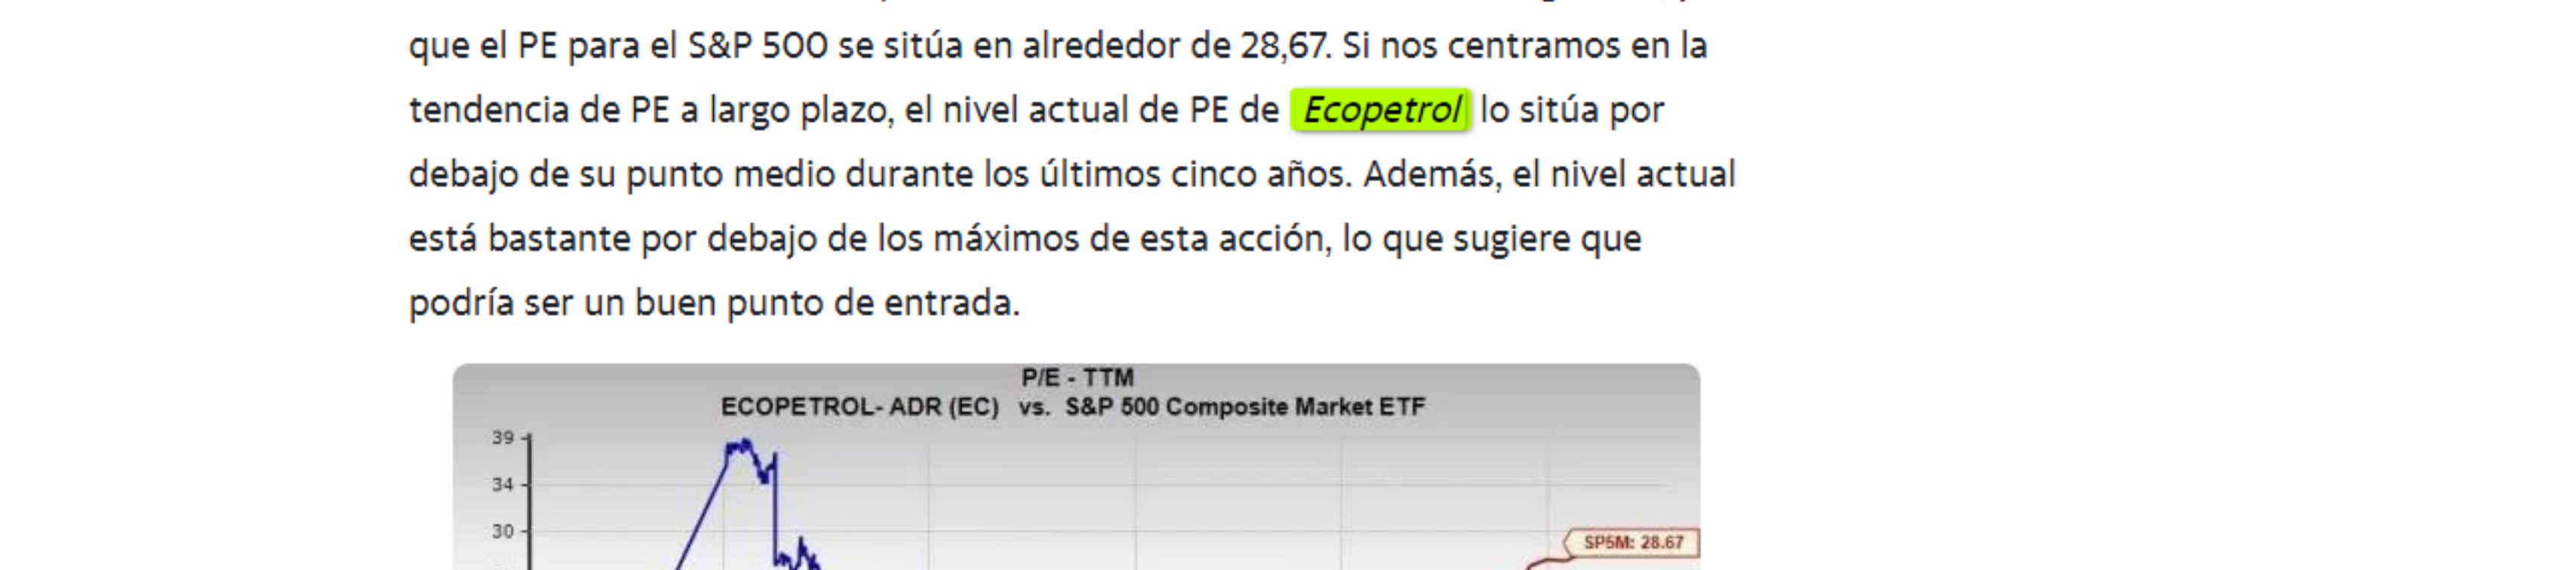 que el PE para el S&P 500 se sitúa en alrededor de 28,67. Si nos centramos en la
tendencia de PE a largo plazo, el nivel actual de PE de Ecopetrol lo sitúa por
debajo de su punto medio durante los últimos cinco años. Además, el nivel actual
está bastante por debajo de los máximos de esta acción, lo que sugiere que
podría ser un buen punto de entrada.
P/E - TTM
ECOPETROL- ADR (EC) vs. S&P 500 Composite Market ETF
39
34
30
SP5M: 28.67